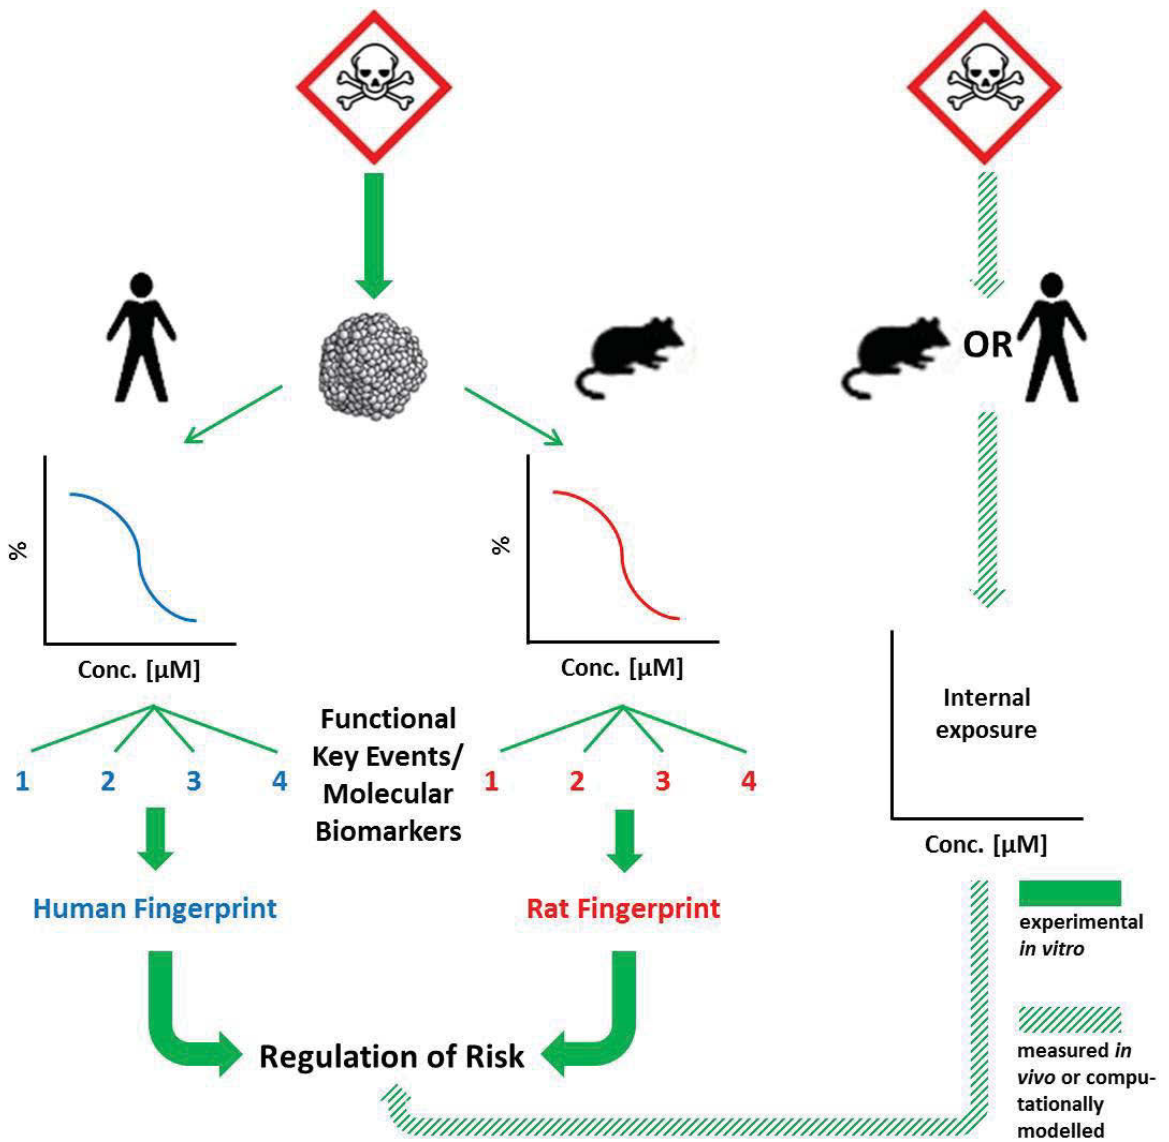 OR
%
Conc. [µM]
%
Conc. [µM]
Functional
Key Events/
Molecular
Biomarkers
1 2 3 4
1 2 3 4
Internal
exposure
Conc. [µM]
Human Fingerprint
Rat Fingerprint
Regulation of Risk
experimental
in vitro
measured in
vivo or compu-
tationally
modelled